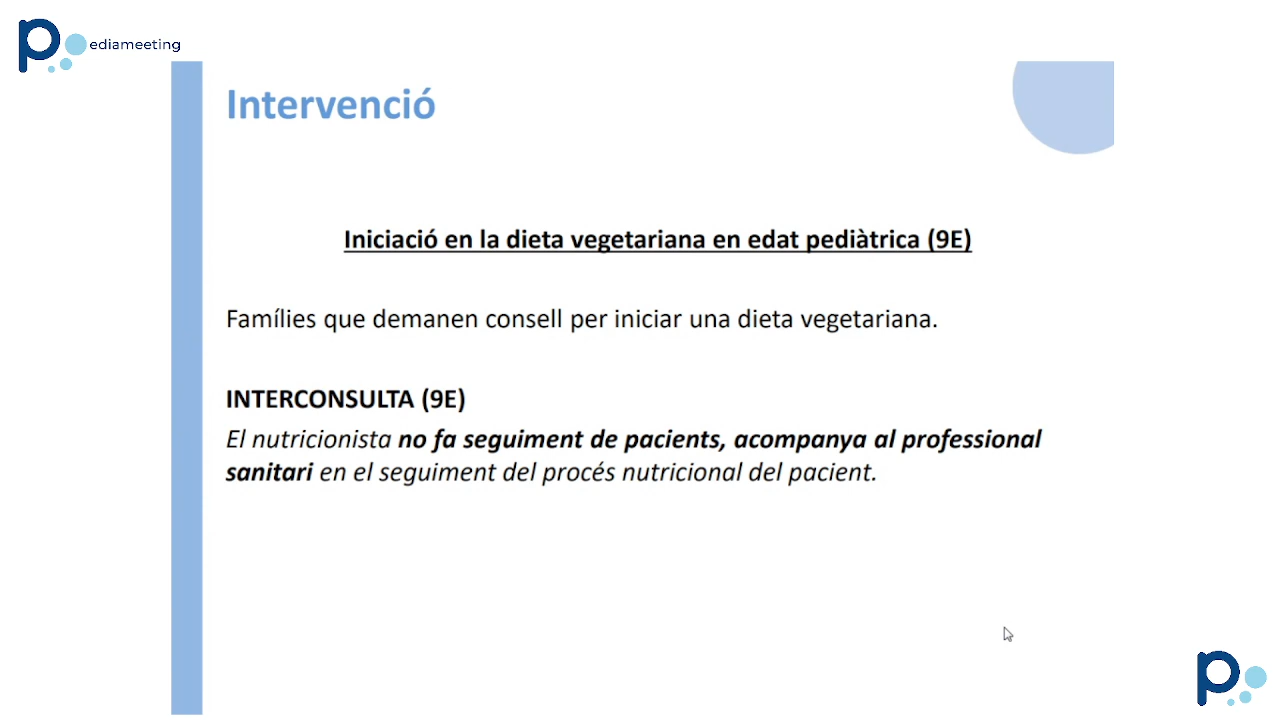 pediameeting
Intervenció
Iniciació en la dieta vegetariana en edat pediàtrica (9E)
Famílies que demanen consell per iniciar una dieta vegetariana.
INTERCONSULTA (9E)
El nutricionista no fa seguiment de pacients, acompanya al professional
sanitari en el seguiment del procés nutricional del pacient.
p